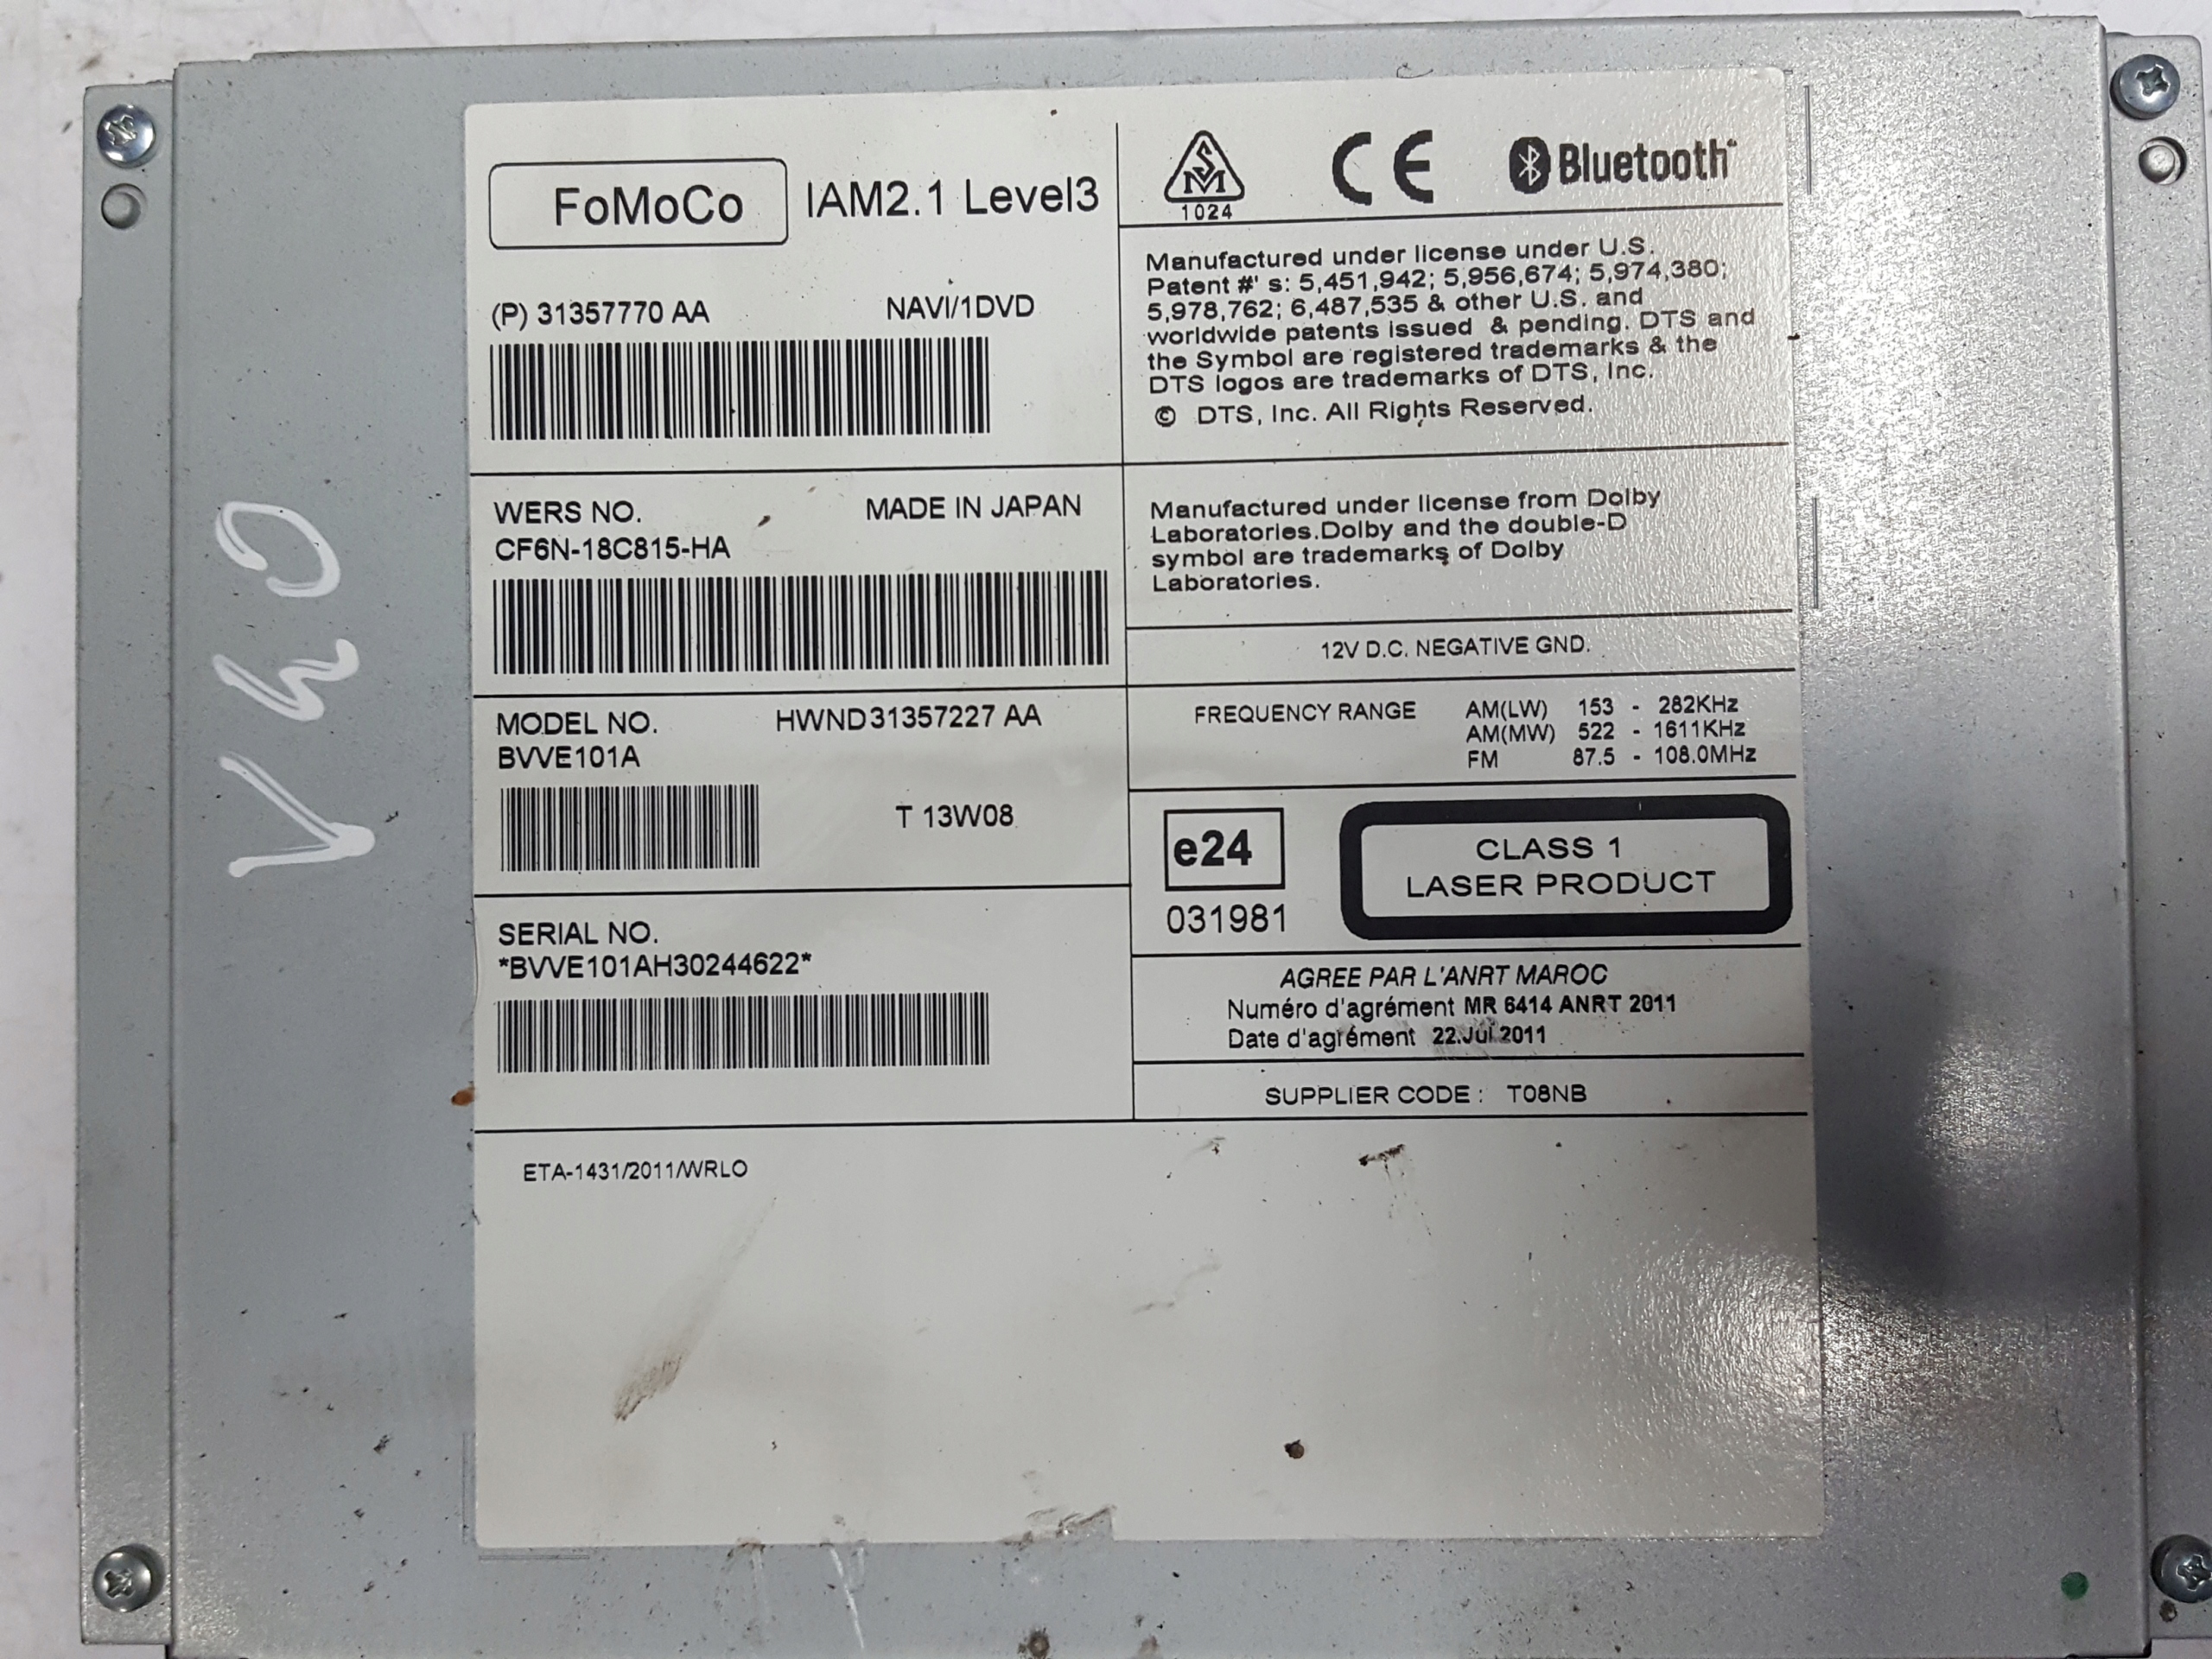 FoMoCo IAM2.1 Level3
(P) 31357770 AA NAVI/1DVD
WERS NO. MADE IN JAPAN
CF6N-18C815-HA
MODEL NO. HWND31357227 AA
BVVE101A
T 13W08
SERIAL NO.
*BVVE101AH30244622*
ETA-1431/2011/WRLO
SM
1024
CE
Bluetooth
Manufactured under license under U.S.
Patent #' s: 5,451,942; 5,956,674; 5,974,380;
5,978,762; 6,487,535 & other U.S. and
worldwide patents issued & pending. DTS and
the Symbol are registered trademarks & the
DTS logos are trademarks of DTS, Inc.
© DTS, Inc. All Rights Reserved.
Manufactured under license from Dolby
Laboratories.Dolby and the double-D
symbol are trademarks of Dolby
Laboratories.
12V D.C. NEGATIVE GND.
FREQUENCY RANGE AM(LW) 153 - 282KHz
AM(MW) 522 - 1611KHz
FM 87.5 - 108.0MHz
e24
031981
CLASS 1
LASER PRODUCT
AGREE PAR L'ANRT MAROC
Numéro d'agrément MR 6414 ANRT 2011
Date d'agrément 22.Jul.2011
SUPPLIER CODE : T08NB